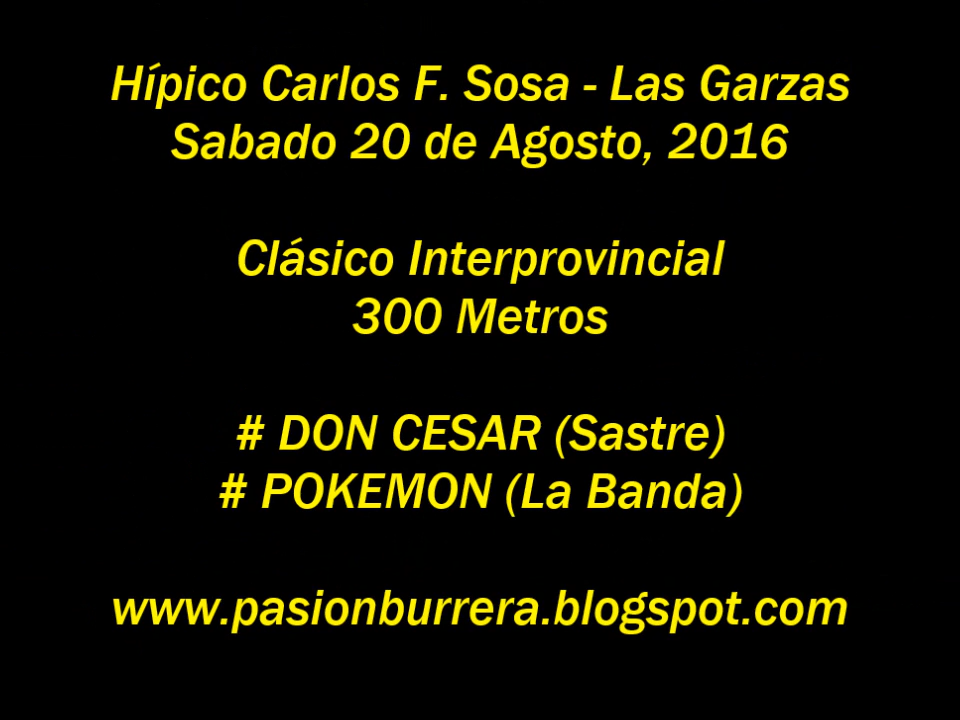 Hípico Carlos F. Sosa - Las Garzas
Sabado 20 de Agosto, 2016
Clásico Interprovincial
300 Metros
# DON CESAR (Sastre)
# POKEMON (La Banda)
www.pasionburrera.blogspot.com